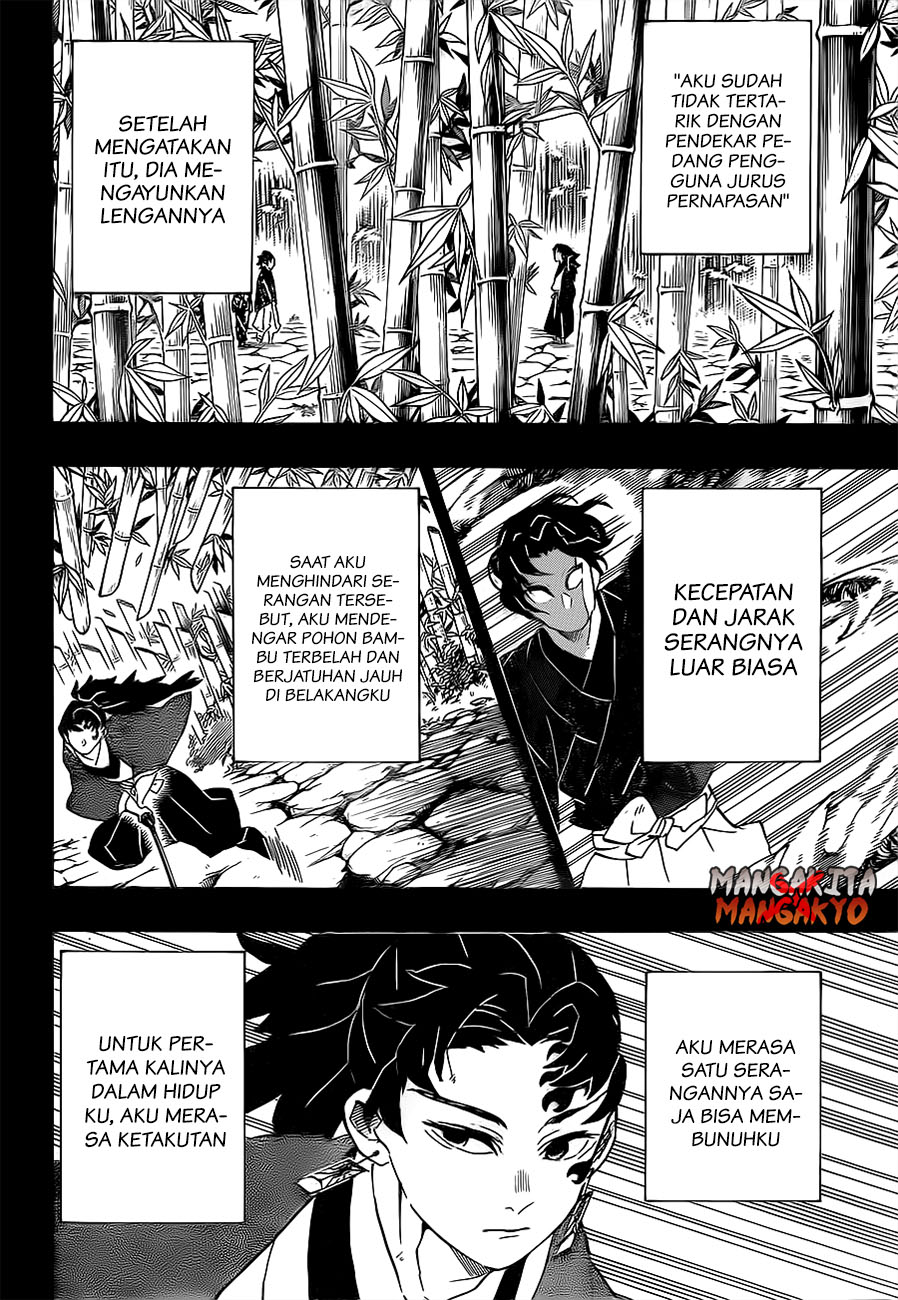 "AKU SUDAH
TIDAK TERTA-
RIK DENGAN
PENDEKAR PE-
DANG PENG-
GUNA JURUS
PERNAPASAN"
SETELAH
MENGATAKAN
ITU, DIA ME-
NGAYUNKAN
LENGANNYA
KECEPATAN
DAN JARAK
SERANGNYA
LUAR BIASA
SAAT AKU
MENGHINDARI SE-
RANGAN TERSE-
BUT, AKU MENDE-
NGAR POHON BAM-
BU TERBELAH DAN
BERJATUHAN JAUH
DI BELAKANGKU
MANGAKITA
MANGAKYO
AKU MERASA
SATU SERA-
NGANNYA SA-
JA BISA MEM-
BUNUHKU
UNTUK PER-
TAMA KALINYA
DALAM HIDUP
KU, AKU MERA-
SA KETAKUTAN